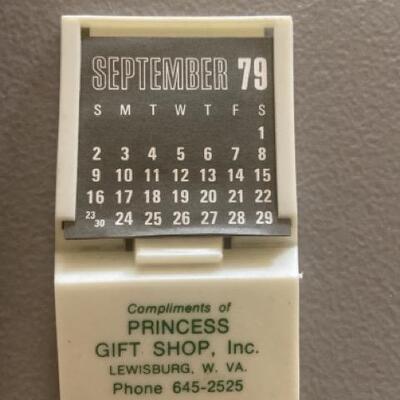 SEPTEMBER 79
S M T W T F S
1
2 3 4 5 6 7 8
9 10 11 12 13 14 15
16 17 18 19 20 21 22
23 30 24 25 26 27 28 29
Compliments of
PRINCESS
GIFT SHOP, Inc.
LEWISBURG, W. VA.
Phone 645-2525